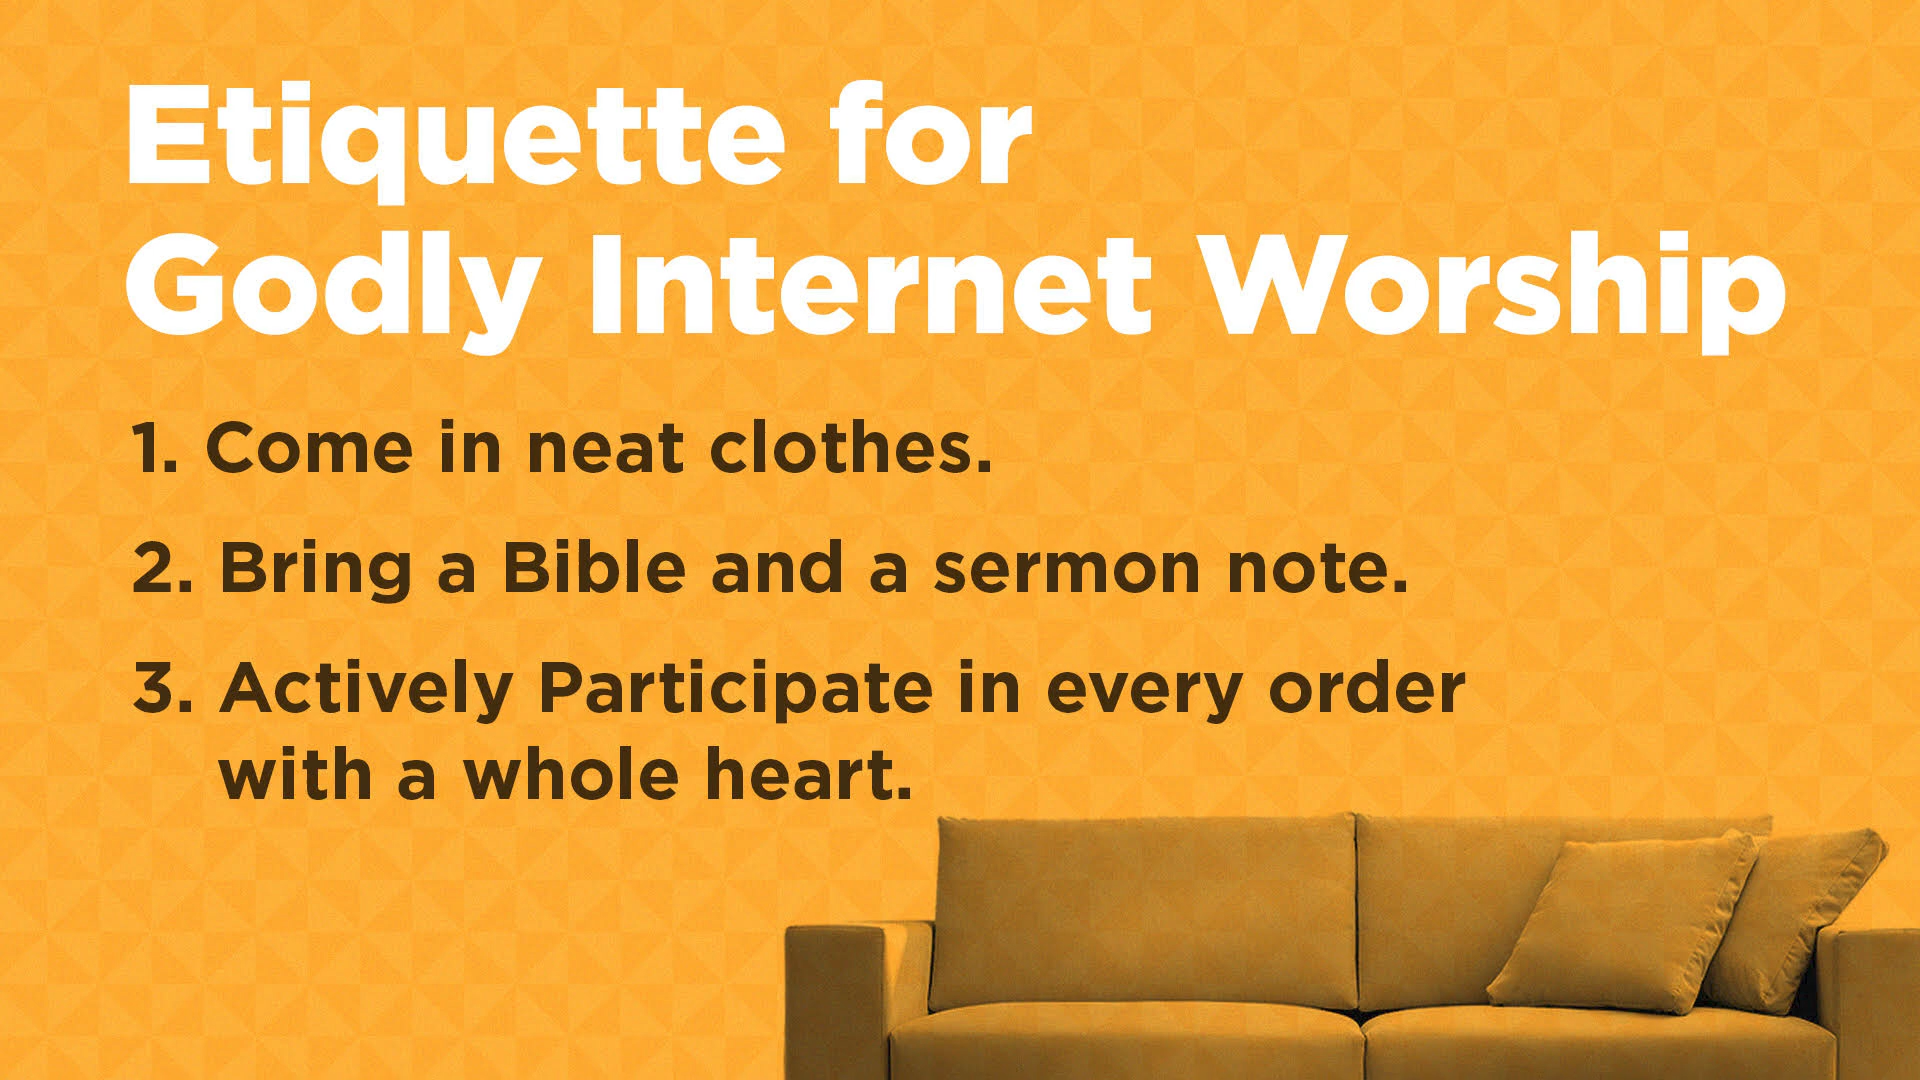 Etiquette for
Godly Internet Worship
1. Come in neat clothes.
2. Bring a Bible and a sermon note.
3. Actively Participate in every order
with a whole heart.